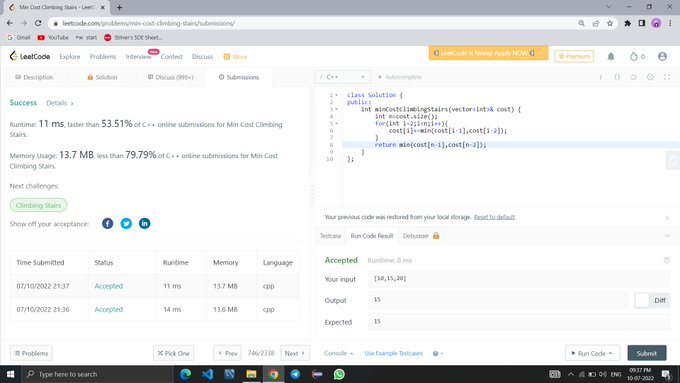 Min Cost Climbing Stairs - LeetC
leetcode.com/problems/min-cost-climbing-stairs/submissions/
Gmail YouTube start Striver's SDE Sheet...
LeetCode Explore Problems Interview New Contest Discuss Store
LeetCode is hiring! Apply NOW.
Premium 0
Description Solution Discuss (999+) Submissions
C++ Autocomplete
Success Details >
Runtime: 11 ms, faster than 53.51% of C++ online submissions for Min Cost Climbing
Stairs.
Memory Usage: 13.7 MB, less than 79.79% of C++ online submissions for Min Cost
Climbing Stairs.
Next challenges:
Climbing Stairs
Show off your acceptance:
Time Submitted Status Runtime Memory Language
07/10/2022 21:37 Accepted 11 ms 13.7 MB cpp
07/10/2022 21:36 Accepted 14 ms 13.6 MB cpp
1 class Solution {
2 public:
3 int minCostClimbingStairs(vector<int>& cost) {
4 int n=cost.size();
5 for(int i=2;i<n;i++){
6 cost[i]+=min(cost[i-1],cost[i-2]);
7 }
8 return min(cost[n-1],cost[n-2]);
9 }
10 };
Your previous code was restored from your local storage. Reset to default
Testcase Run Code Result Debugger
Accepted Runtime: 0 ms
Your input [10,15,20]
Output 15 Diff
Expected 15
Problems Pick One < Prev 746/2338 Next >
Console Use Example Testcases Run Code Submit
Type here to search
ENG
09:37 PM
10-07-2022